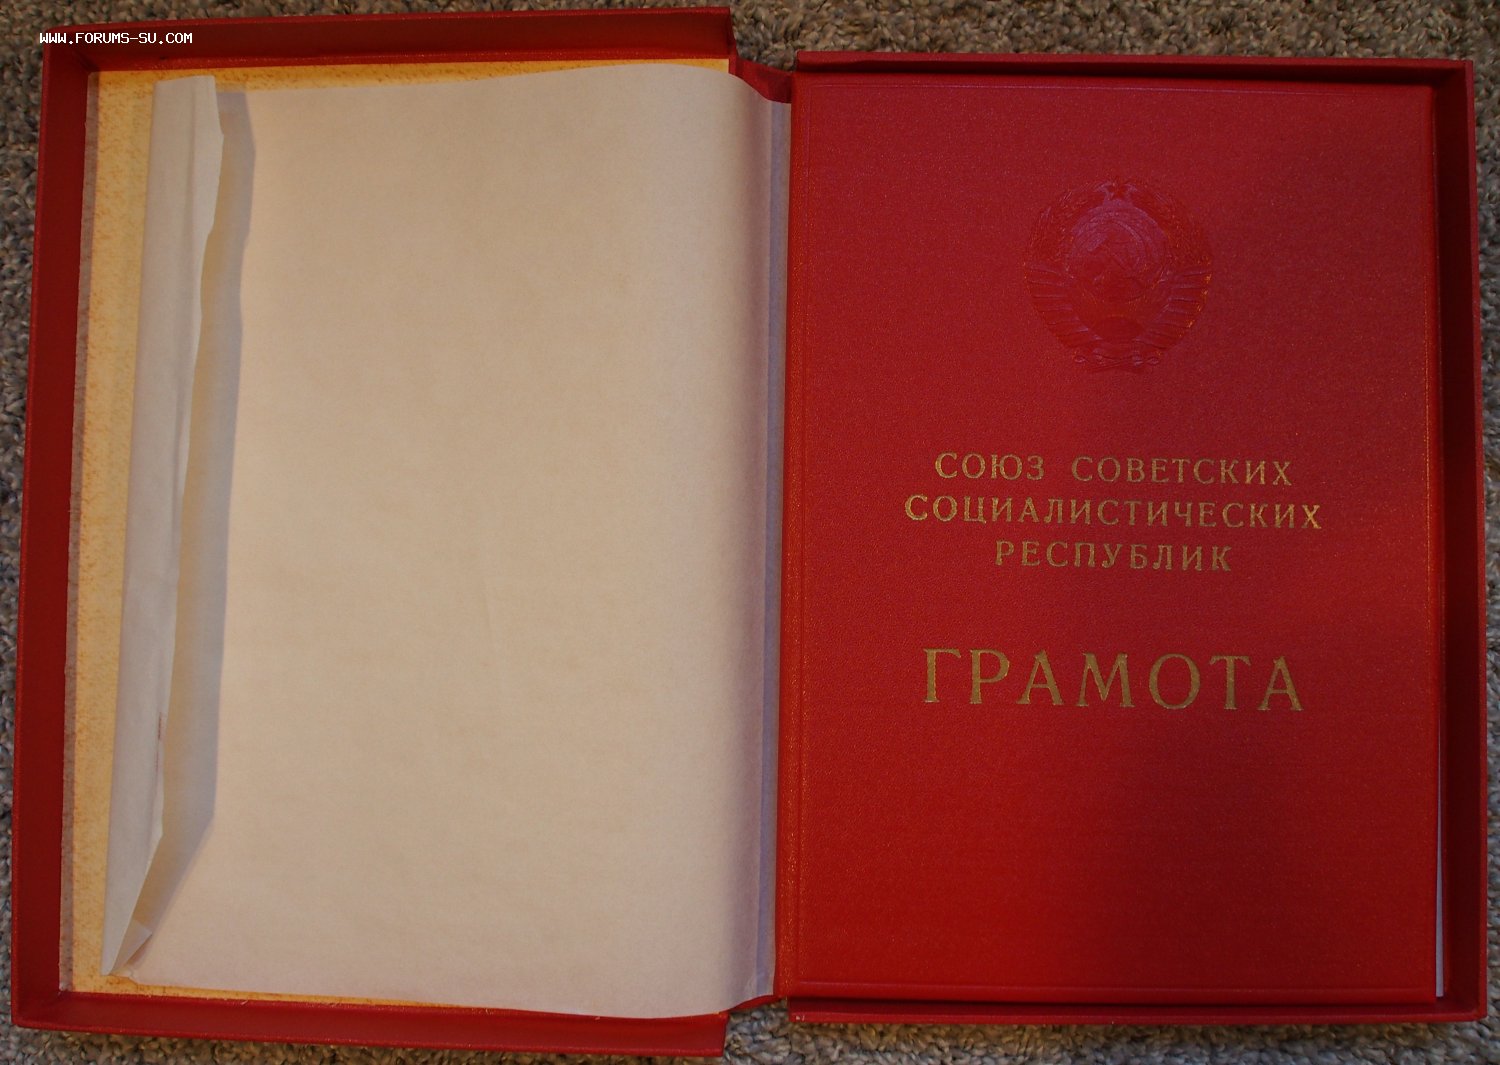 www.forums-su.com
СОЮЗ СОВЕТСКИХ
СОЦИАЛИСТИЧЕСКИХ
РЕСПУБЛИК
ГРАМОТА